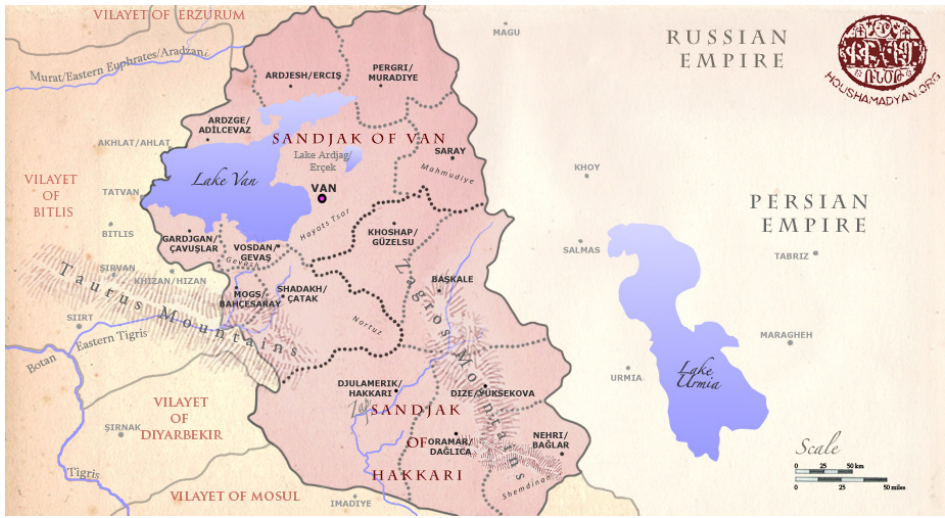 VILAYET OF ERZURUM
Murat/Eastern Euphrates/Aradzani
MAGU
RUSSIAN
EMPIRE
HOUSHAMADYAN.ORG
ARDJESH/ERCIŞ
PERGRI/
MURADIYE
ARDZGE/
ADİLCEVAZ
SANDJAK OF VAN
AKHLAT/AHLAT
Lake Ardjag/
Erçek
SARAY
Mahmudiye
KHOY
VILAYET
OF
BITLIS
TATVAN
Lake Van
VAN
PERSIAN
EMPIRE
BITLIS
Hayots Tsor
KHOSHAP/
GÜZELSU
GARDJGAN/
ÇAVUŞLAR
VOSDAN/
GEVAŞ
Gevaş
SALMAS
TABRIZ
ŞIRVAN
KHIZAN/HIZAN
Taurus Mountains
MOGS/
BAHÇESARAY
SHADAKH/
ÇATAK
BAŞKALE
Zagros Mountains
SIIRT
Nortuz
Botan
Eastern Tigris
MARAGHEH
Lake
Urmia
URMIA
VILAYET
OF
DIYARBEKIR
DJULAMERIK/
HAKKARI
DIZE/YÜKSEKOVA
Zap
SANDJAK
OF
HAKKARI
ŞIRNAK
ORAMAR/
DAĞLICA
NEHRI/
BAĞLAR
Shemdinan
Tigris
VILAYET OF MOSUL
IMADIYE
Scale
0 25 50 km
0 25 50 miles